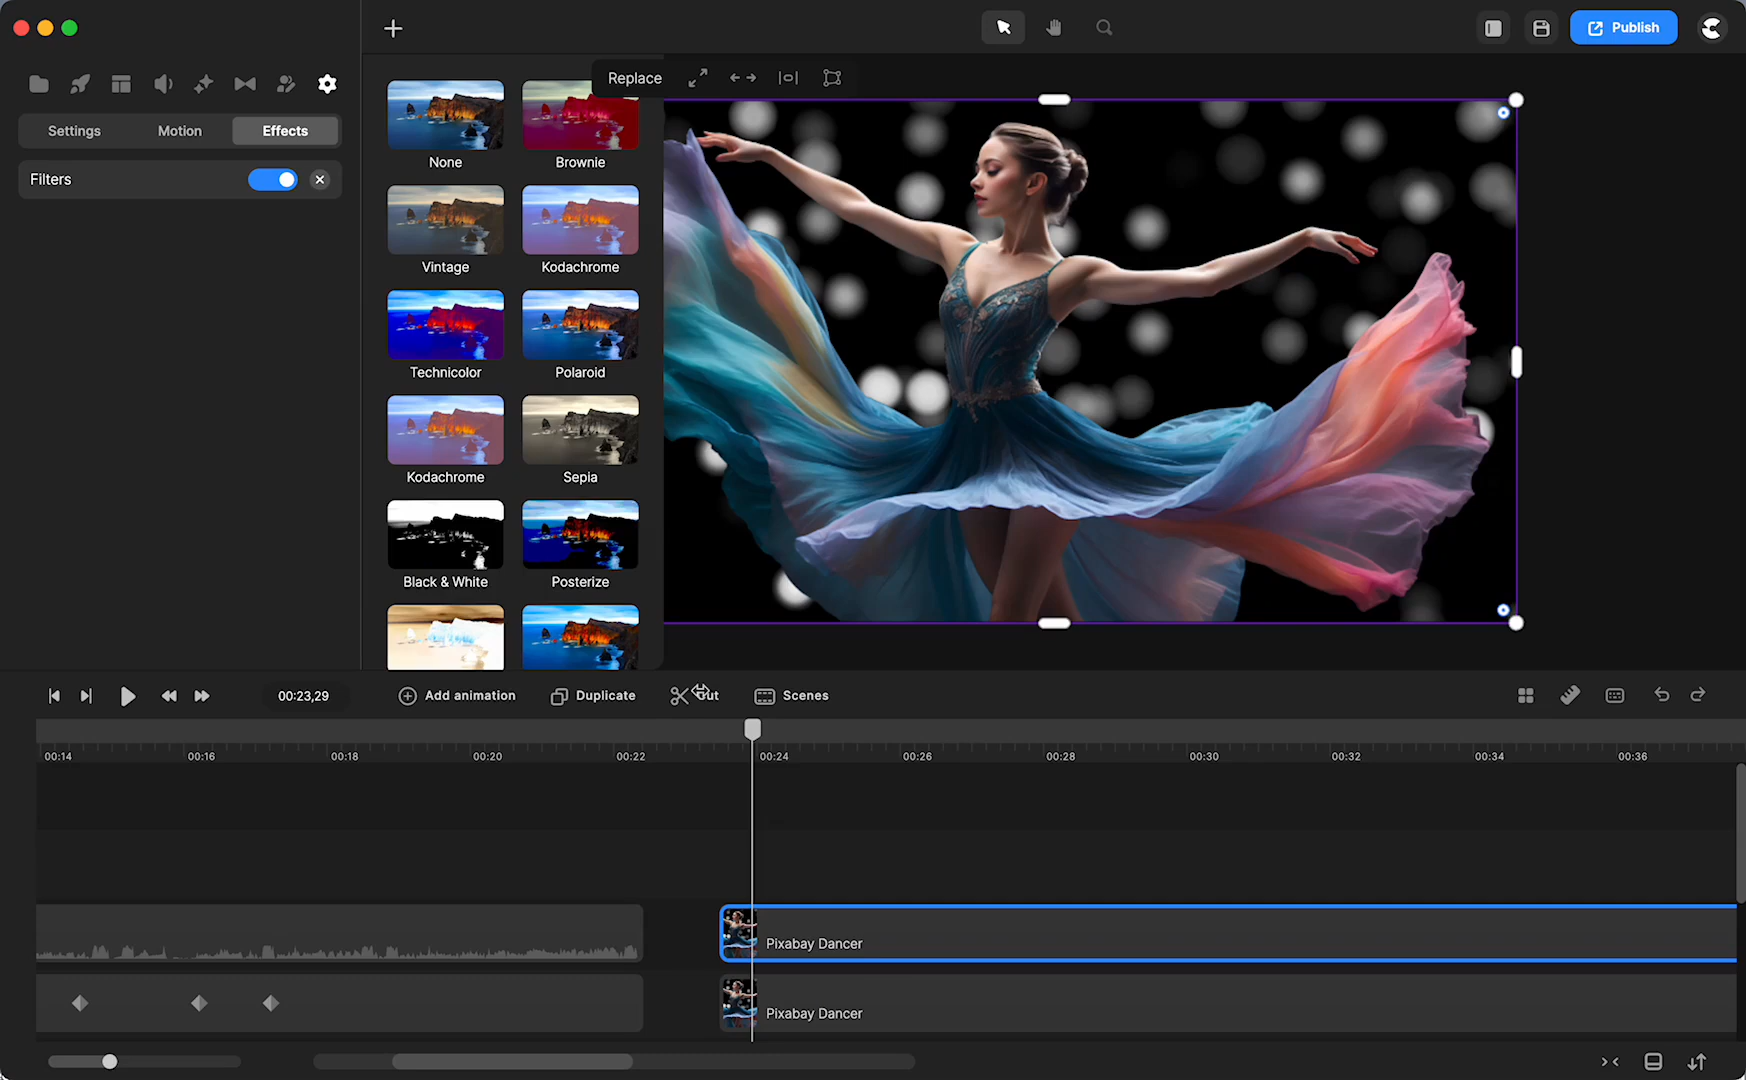 Publish
Replace
Settings
Motion
Effects
Filters
None
Brownie
Vintage
Kodachrome
Technicolor
Polaroid
Kodachrome
Sepia
Black & White
Posterize
00:23,29
Add animation
Duplicate
Cut
Scenes
00:14
00:16
00:18
00:20
00:22
00:24
00:26
00:28
00:30
00:32
00:34
00:36
Pixabay Dancer
Pixabay Dancer